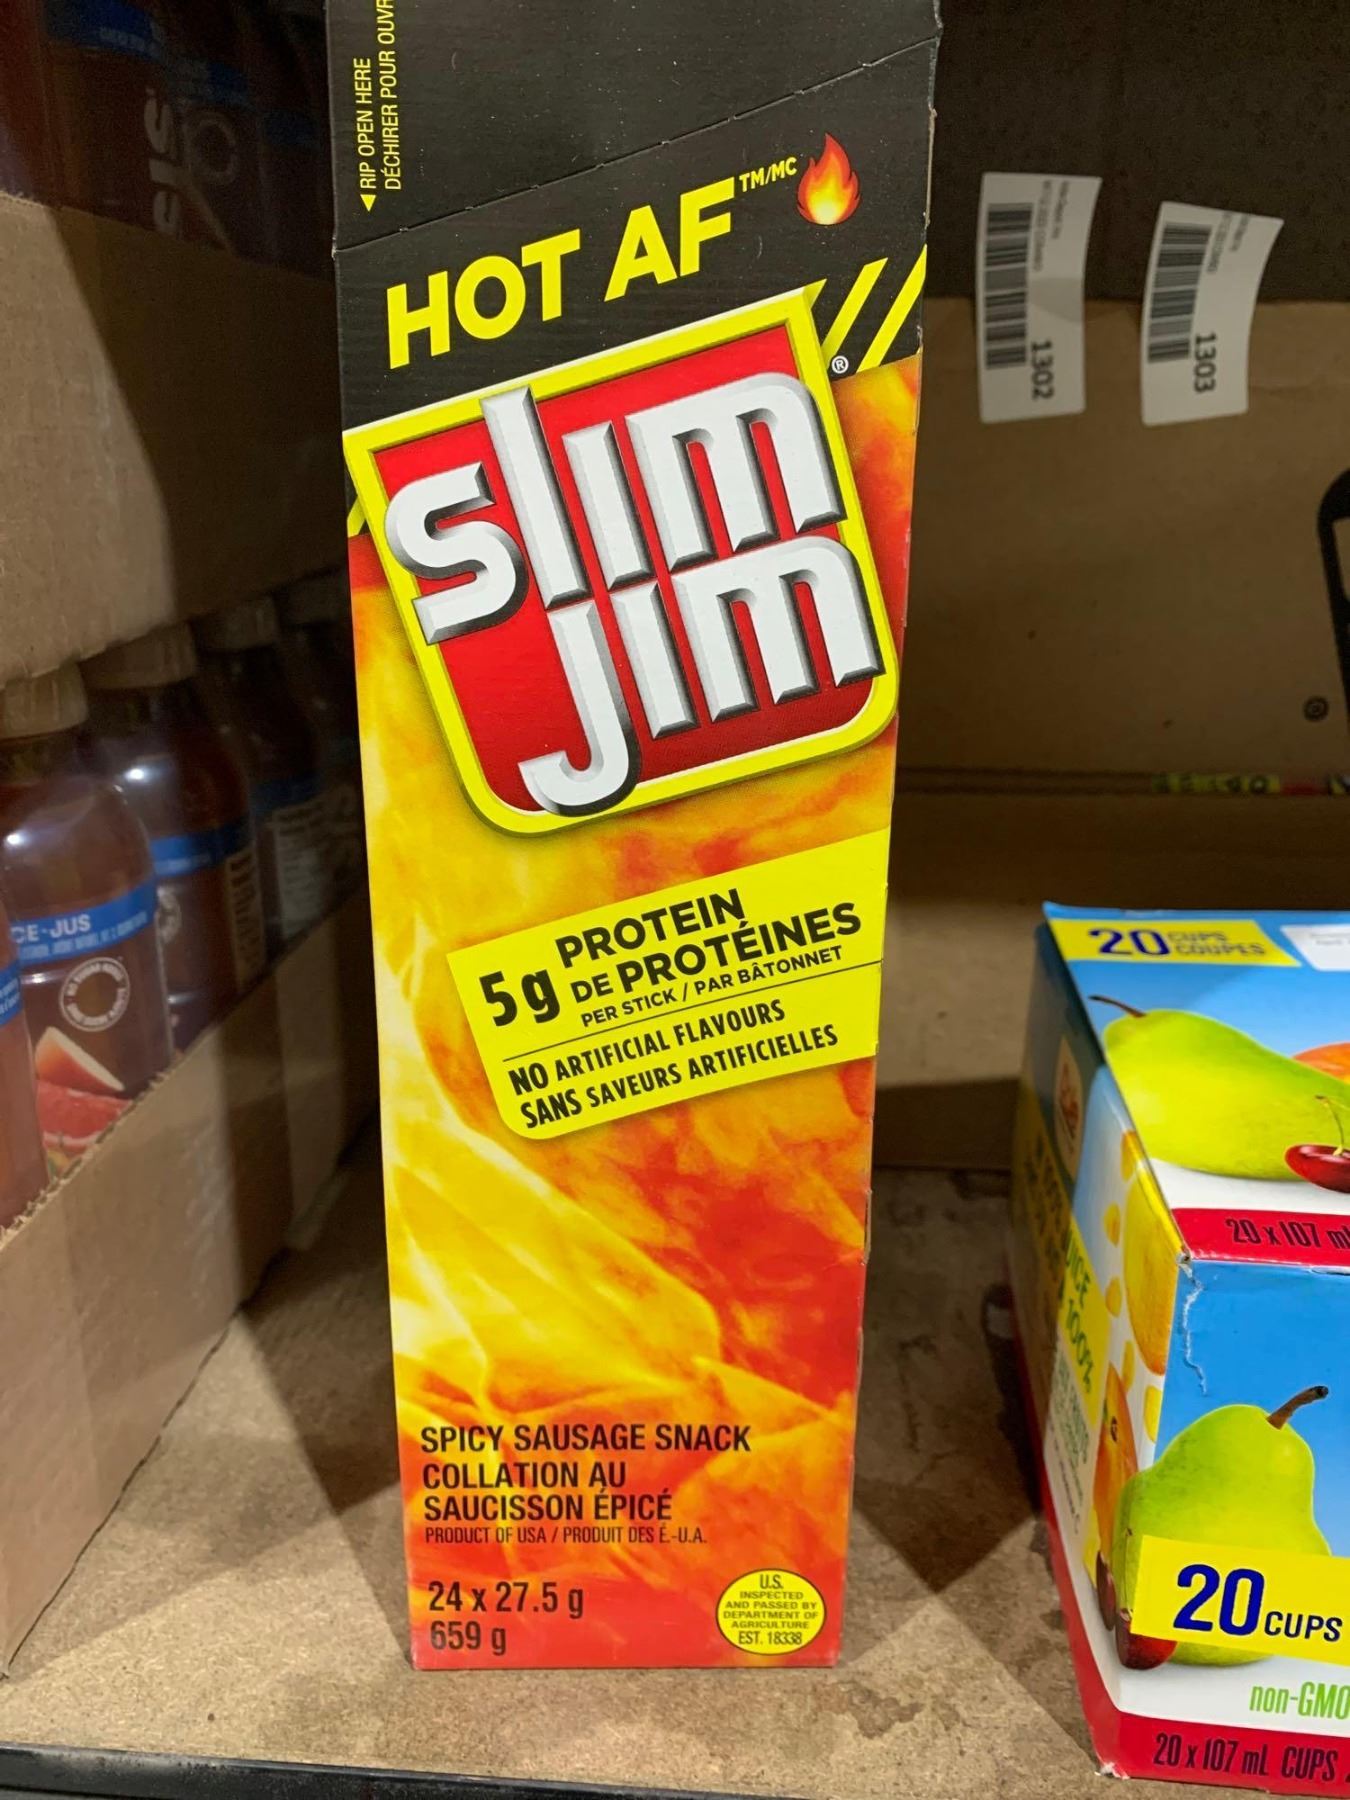 RIP OPEN HERE
DÉCHIRER POUR OUVR
HOT AF TM/MC
slim
jim ®
5g PROTEIN
DE PROTÉINES
PER STICK / PAR BÂTONNET
NO ARTIFICIAL FLAVOURS
SANS SAVEURS ARTIFICIELLES
SPICY SAUSAGE SNACK
COLLATION AU
SAUCISSON ÉPICÉ
PRODUCT OF USA / PRODUIT DES É.-U.A.
24 x 27.5 g
659 g
U.S.
INSPECTED
AND PASSED BY
DEPARTMENT OF
AGRICULTURE
EST. 18338
1302
1303
CE-JUS
20 CUPS
COUPES
20 x 107 ml
100%
20 CUPS
non-GMO
20 x 107 mL CUPS